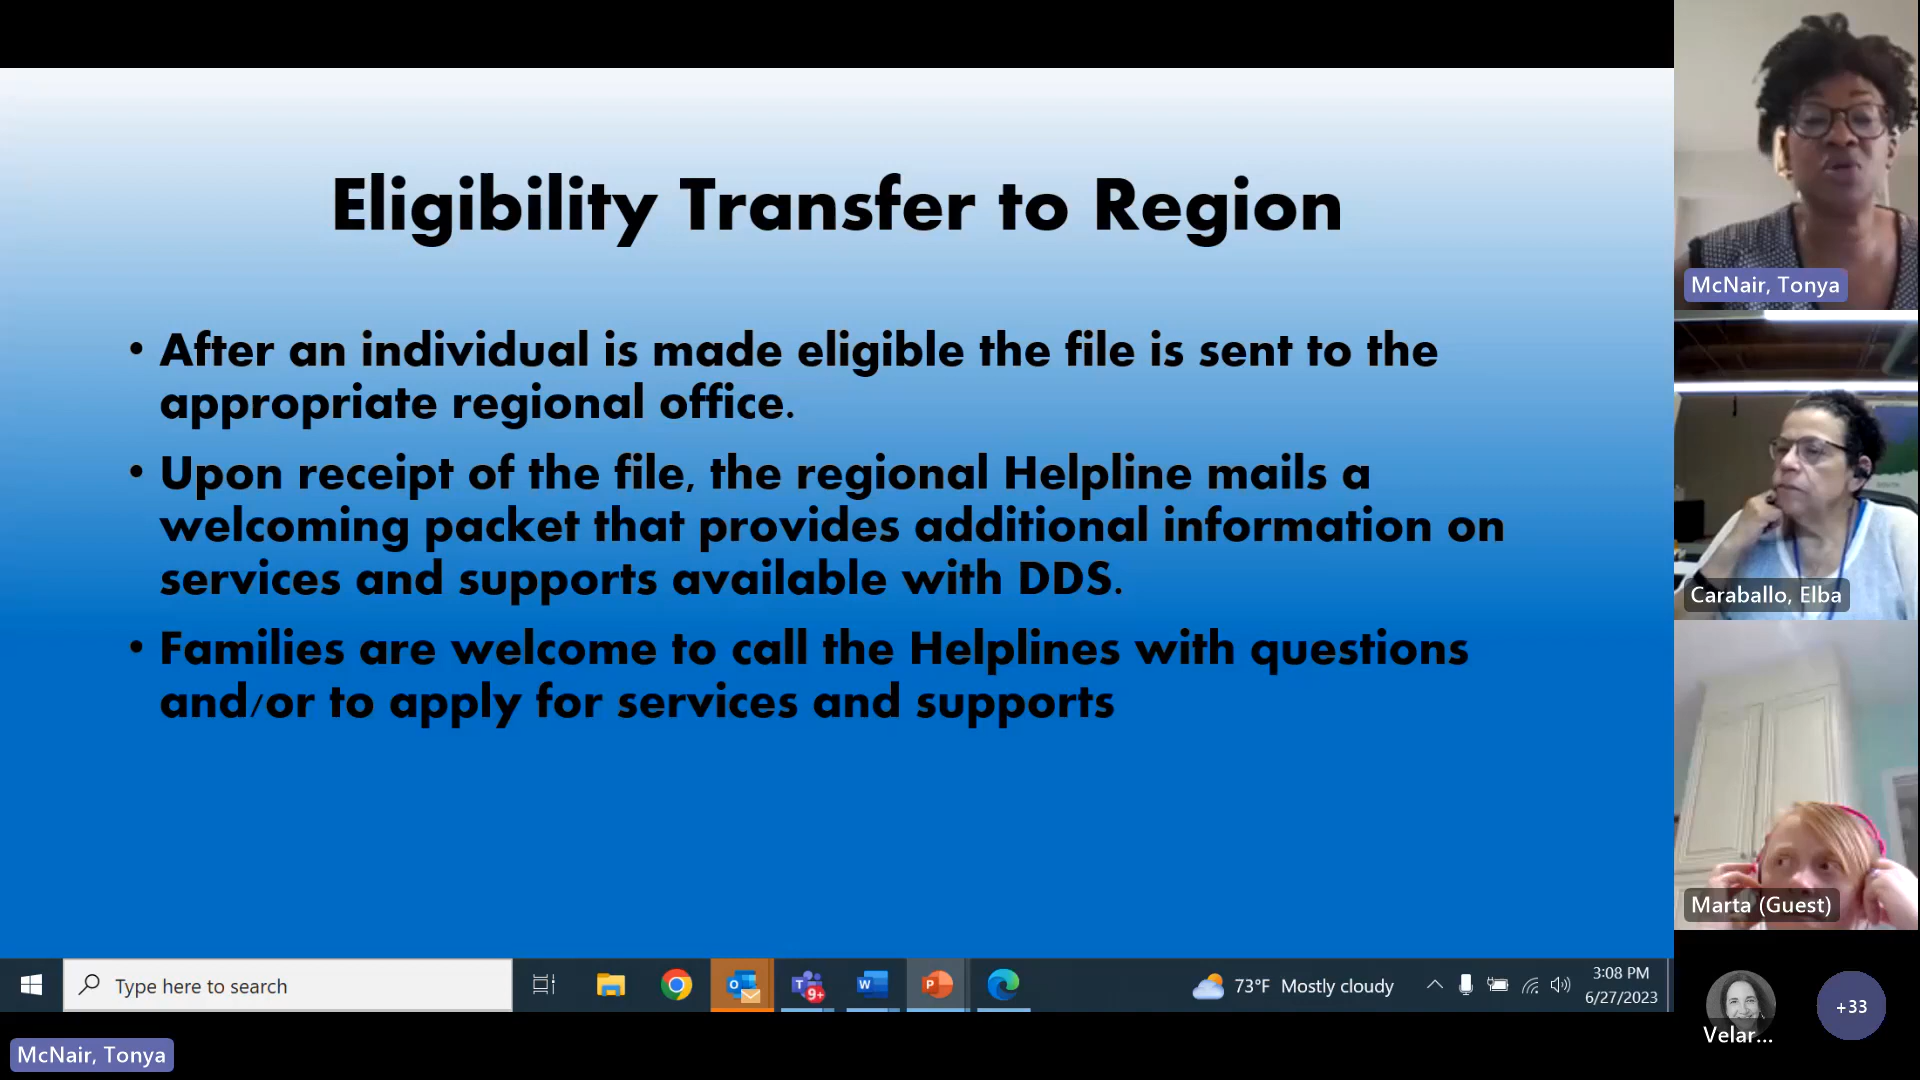 Eligibility Transfer to Region
• After an individual is made eligible the file is sent to the
appropriate regional office.
• Upon receipt of the file, the regional Helpline mails a
welcoming packet that provides additional information on
services and supports available with DDS.
• Families are welcome to call the Helplines with questions
and/or to apply for services and supports
McNair, Tonya
Caraballo, Elba
Marta (Guest)
Velar...
+33
Type here to search
9+
73°F Mostly cloudy
3:08 PM
6/27/2023
McNair, Tonya